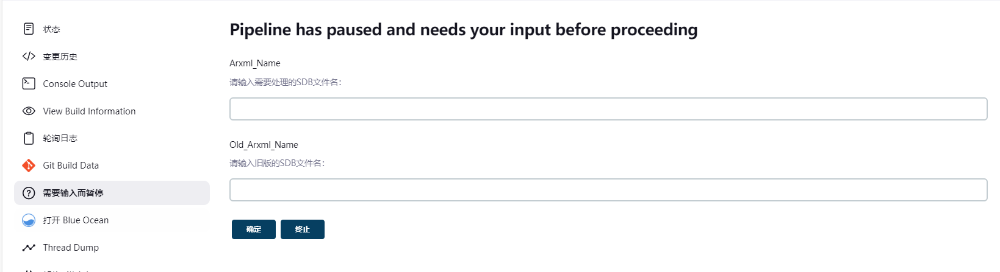 状态
变更历史
Console Output
View Build Information
轮询日志
Git Build Data
需要输入而暂停
打开 Blue Ocean
Thread Dump
Pipeline has paused and needs your input before proceeding
Arxml_Name
请输入需要处理的SDB文件名：
Old_Arxml_Name
请输入旧版的SDB文件名：
确定
终止